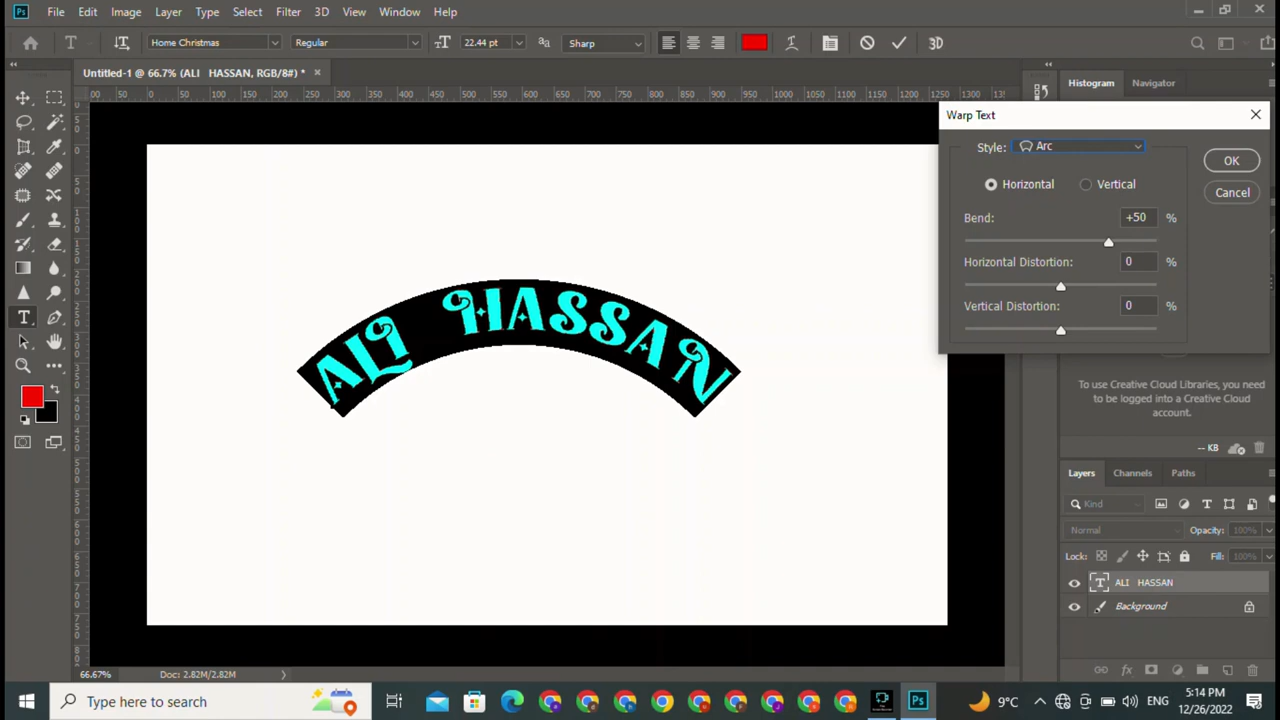 Ps File Edit Image Layer Type Select Filter 3D View Window Help
T Home Christmas Regular 22.44 pt Sharp 3D
Untitled-1 @ 66.7% (ALI HASSAN, RGB/8#) * ×
Histogram Navigator
Warp Text
Style: Arc
OK
Horizontal Vertical
Cancel
Bend: +50 %
Horizontal Distortion: 0 %
Vertical Distortion: 0 %
ALI HASSAN
To use Creative Cloud Libraries, you need
to be logged into a Creative Cloud
account.
-- KB
Layers Channels Paths
Kind
Normal Opacity: 100%
Lock: Fill: 100%
T ALI HASSAN
Background
66.67% Doc: 2.82M/2.82M
Type here to search
9°C ENG
5:14 PM
12/26/2022